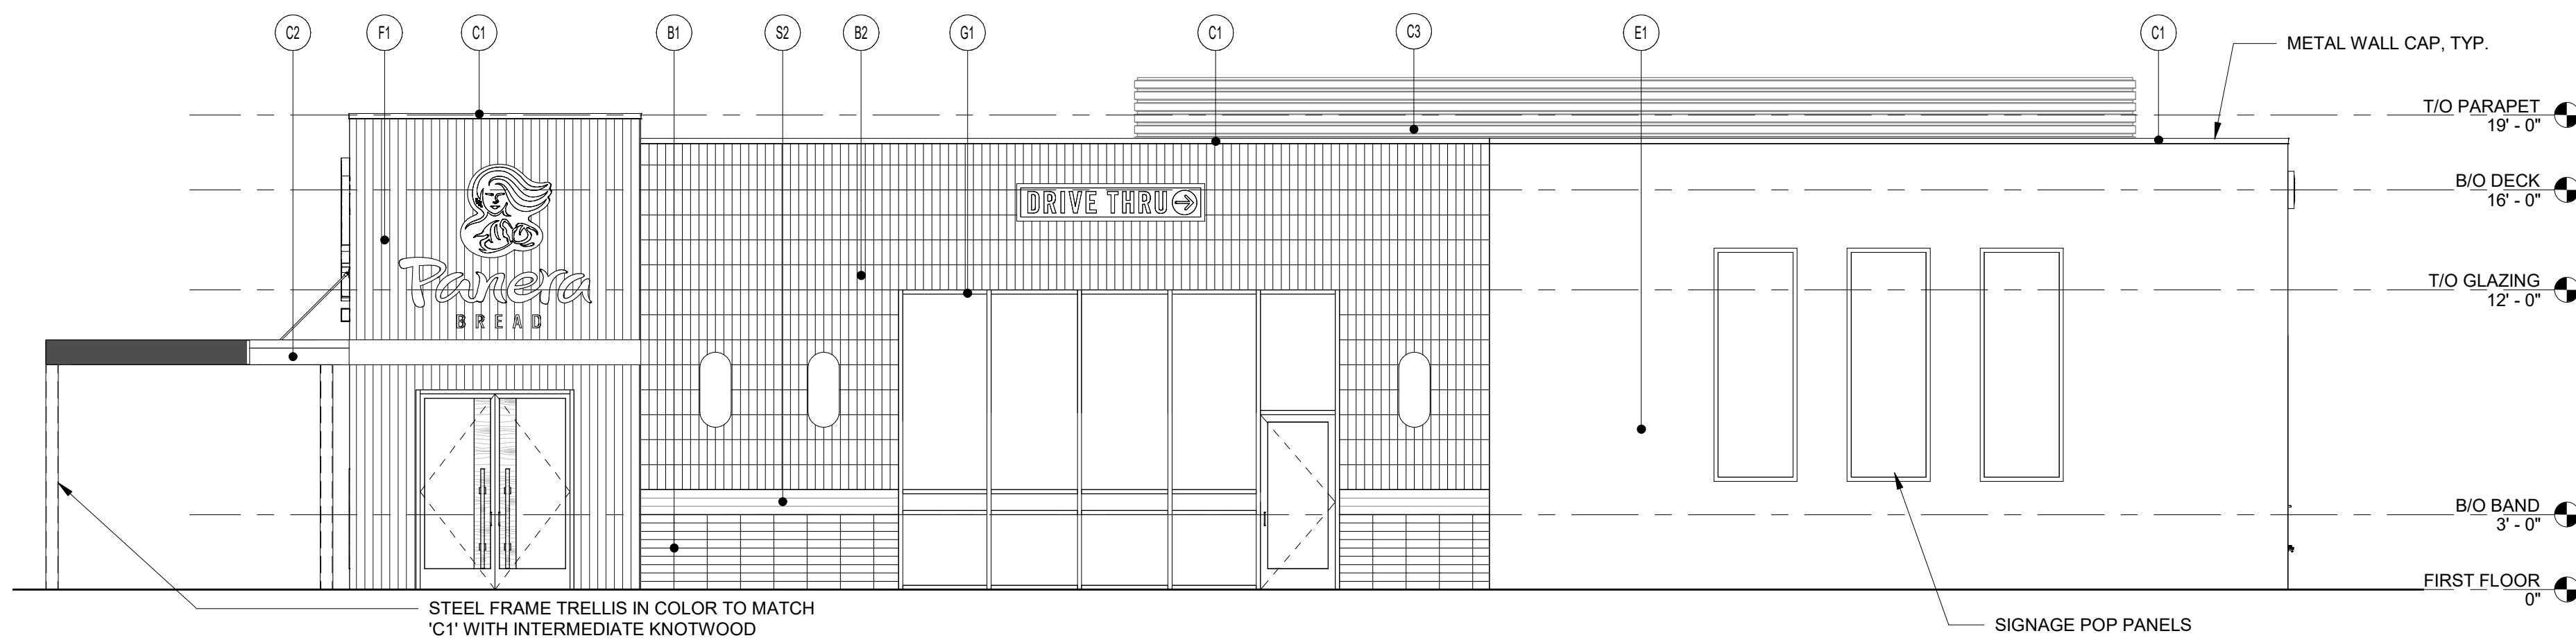 C2 F1 C1 B1 S2 B2 G1 C1 C3 E1 C1
METAL WALL CAP, TYP.
T/O PARAPET
19' - 0"
B/O DECK
16' - 0"
DRIVE THRU
T/O GLAZING
12' - 0"
Panera
BREAD
B/O BAND
3' - 0"
FIRST FLOOR
0"
STEEL FRAME TRELLIS IN COLOR TO MATCH
'C1' WITH INTERMEDIATE KNOTWOOD
SIGNAGE POP PANELS